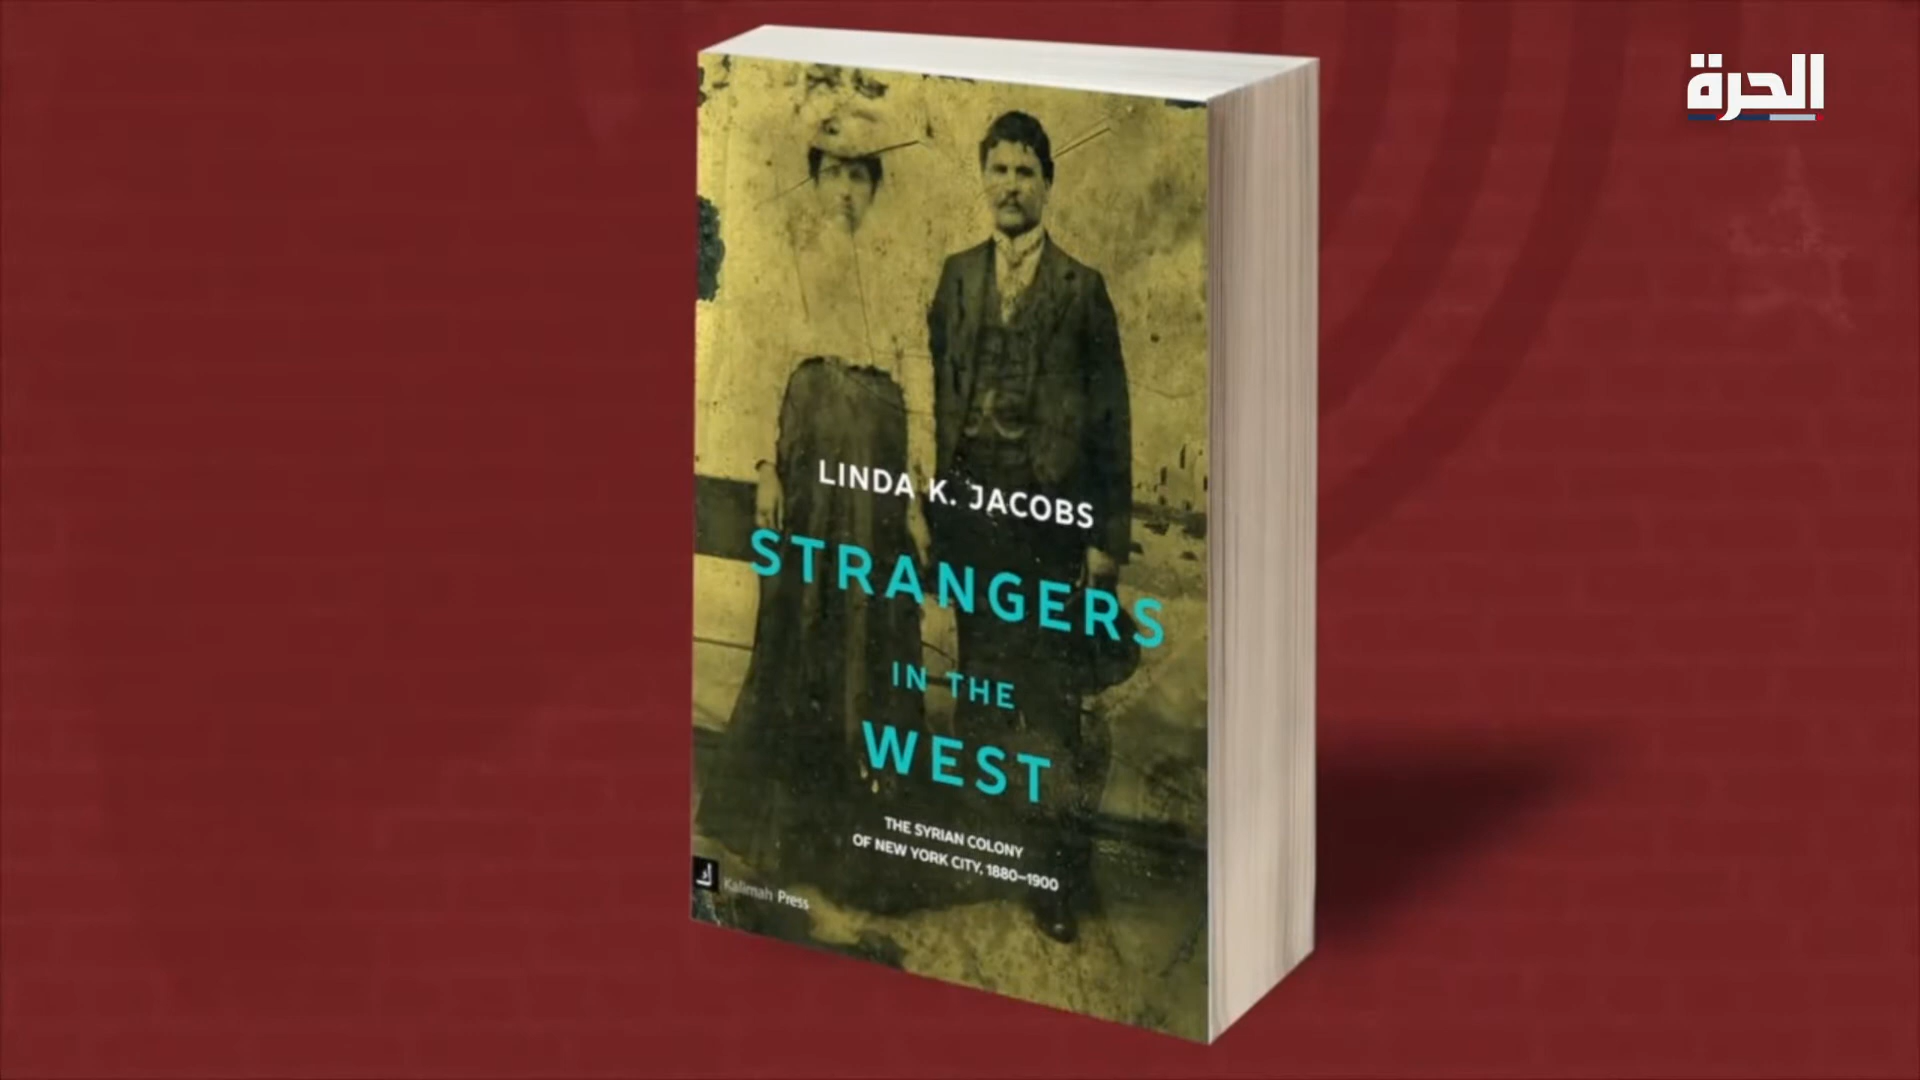 الحرة
LINDA K. JACOBS
STRANGERS
IN THE
WEST
THE SYRIAN COLONY
OF NEW YORK CITY, 1880–1900
Kalimah Press